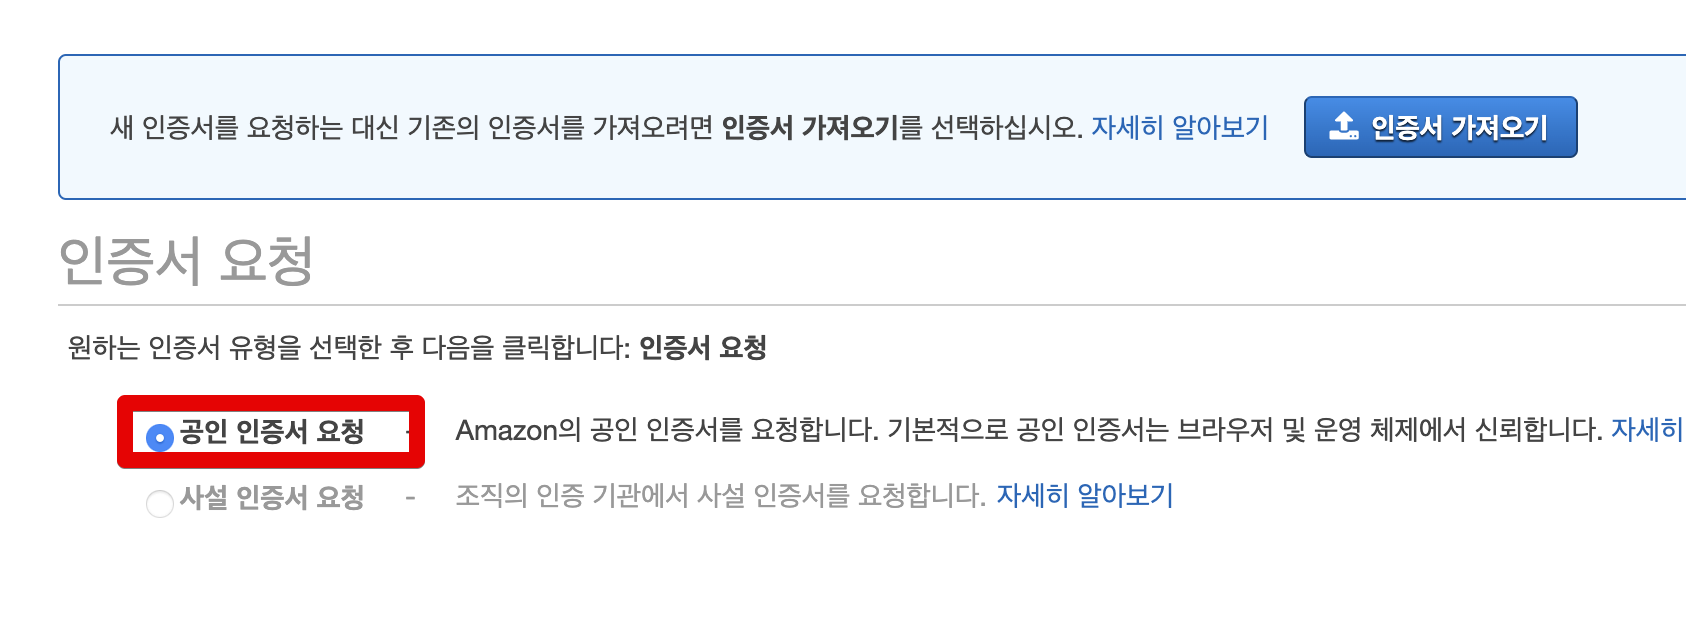 새 인증서를 요청하는 대신 기존의 인증서를 가져오려면 인증서 가져오기를 선택하십시오. 자세히 알아보기 인증서 가져오기
인증서 요청
원하는 인증서 유형을 선택한 후 다음을 클릭합니다: 인증서 요청
공인 인증서 요청 - Amazon의 공인 인증서를 요청합니다. 기본적으로 공인 인증서는 브라우저 및 운영 체제에서 신뢰합니다. 자세히
사설 인증서 요청 - 조직의 인증 기관에서 사설 인증서를 요청합니다. 자세히 알아보기